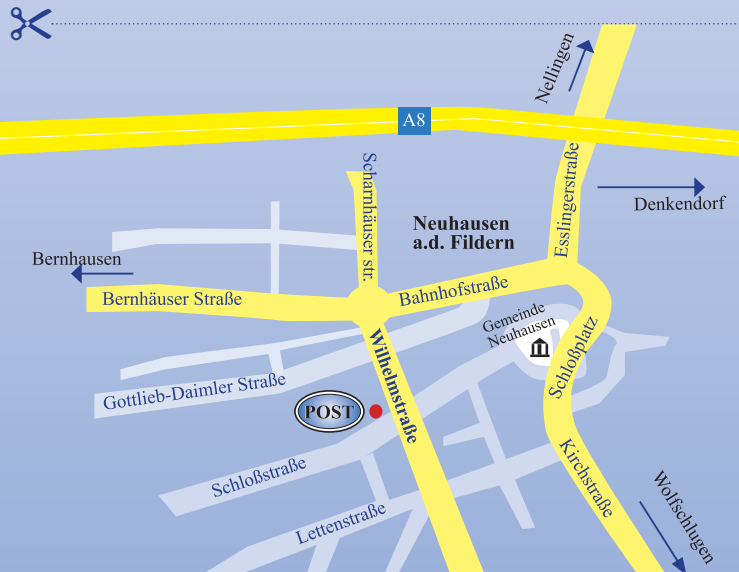 Nellingen
A8
Scharnhäuser str.
Esslingerstraße
Denkendorf
Neuhausen
a.d. Fildern
Bernhausen
Bernhäuser Straße
Bahnhofstraße
Gemeinde
Neuhausen
Schloßplatz
Wilhelmstraße
Gottlieb-Daimler Straße
POST
Schloßstraße
Kirchstraße
Lettenstraße
Wolfschlugen